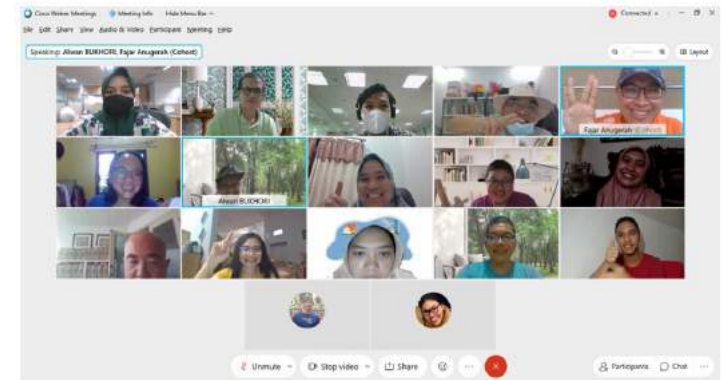 Cisco Webex Meetings Meeting Info Hide Menu Bar
Connected
File Edit Share View Audio & Video Participant Meeting Help
Speaking: Alwan BUKHORI, Fajar Anugerah (Cohost)
Layout
Fajar Anugerah (Cohost)
Alwan BUKHORI
Unmute Stop video Share Participants Chat